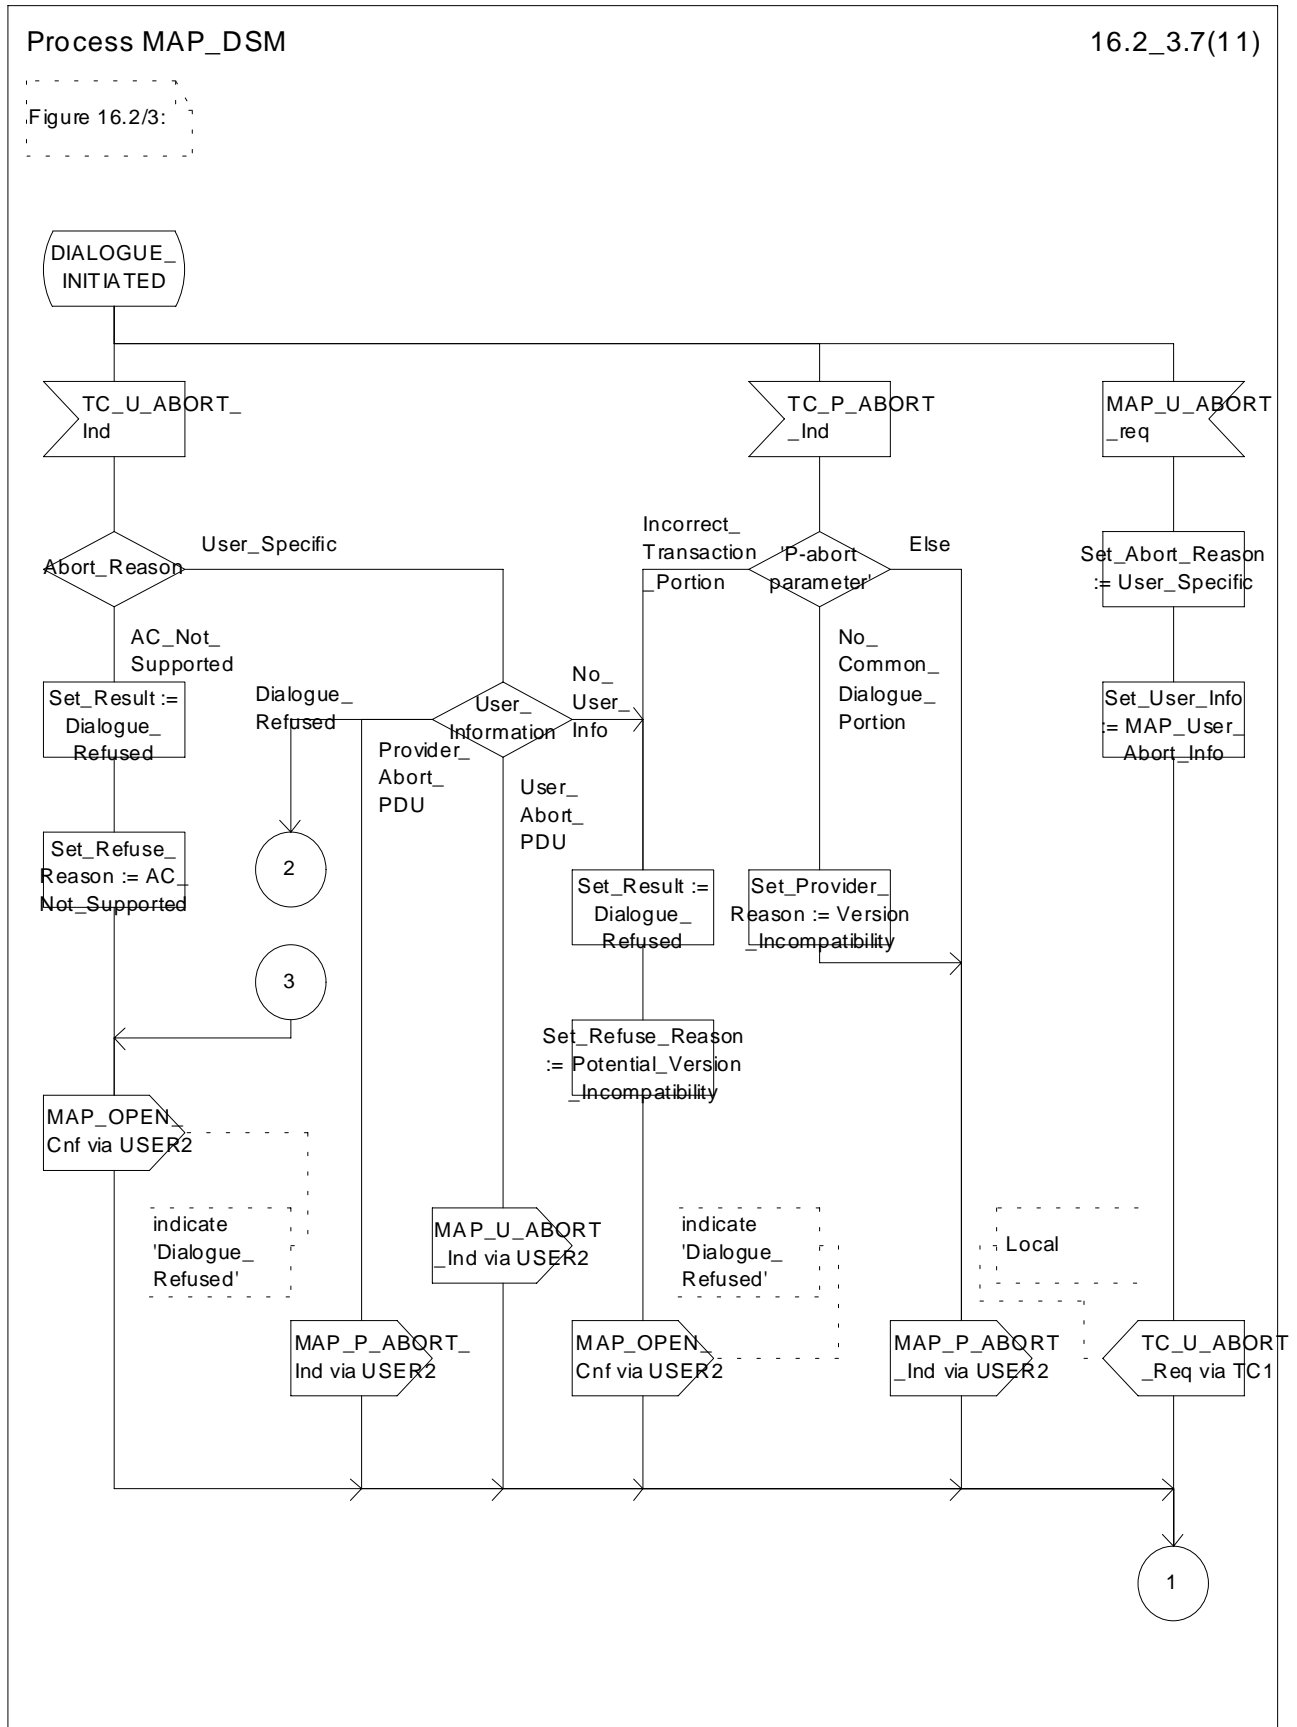 Process MAP_DSM
16.2_3.7(11)
Figure 16.2/3:
DIALOGUE_
INITIATED
TC_U_ABORT_
Ind
TC_P_ABORT
_Ind
MAP_U_ABORT
_req
Abort_Reason
User_Specific
Incorrect_
Transaction
_Portion
'P-abort
parameter'
Else
Set_Abort_Reason
:= User_Specific
AC_Not_
Supported
No_
Common_
Dialogue_
Portion
Set_Result :=
Dialogue_
Refused
Dialogue_
Refused
Provider_
Abort_
PDU
User_
Information
No_
User_
Info
User_
Abort_
PDU
Set_User_Info
:= MAP_User_
Abort_Info
Set_Refuse_
Reason := AC_
Not_Supported
2
Set_Result :=
Dialogue_
Refused
Set_Provider_
Reason := Version
_Incompatibility
3
Set_Refuse_Reason
:= Potential_Version
_Incompatibility
MAP_OPEN_
Cnf via USER2
indicate
'Dialogue_
Refused'
MAP_U_ABORT
_Ind via USER2
indicate
'Dialogue_
Refused'
Local
MAP_P_ABORT_
Ind via USER2
MAP_OPEN_
Cnf via USER2
MAP_P_ABORT
_Ind via USER2
TC_U_ABORT
_Req via TC1
1